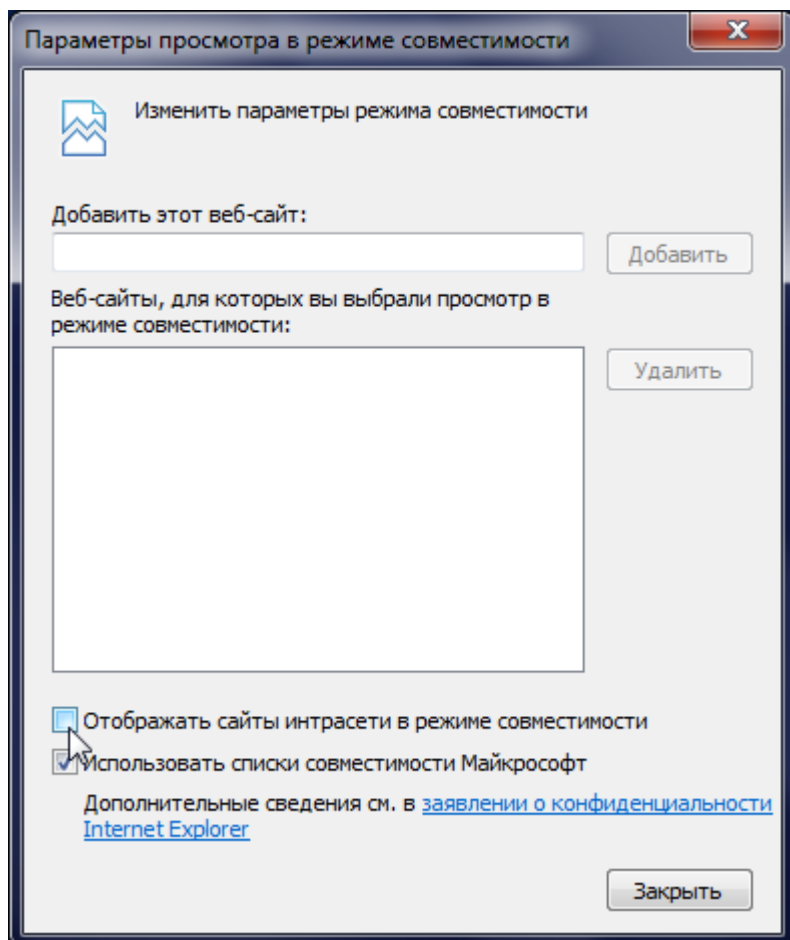 Параметры просмотра в режиме совместимости
Изменить параметры режима совместимости
Добавить этот веб-сайт:
Добавить
Веб-сайты, для которых вы выбрали просмотр в
режиме совместимости:
Удалить
Отображать сайты интрасети в режиме совместимости
Использовать списки совместимости Майкрософт
Дополнительные сведения см. в заявлении о конфиденциальности
Internet Explorer
Закрыть